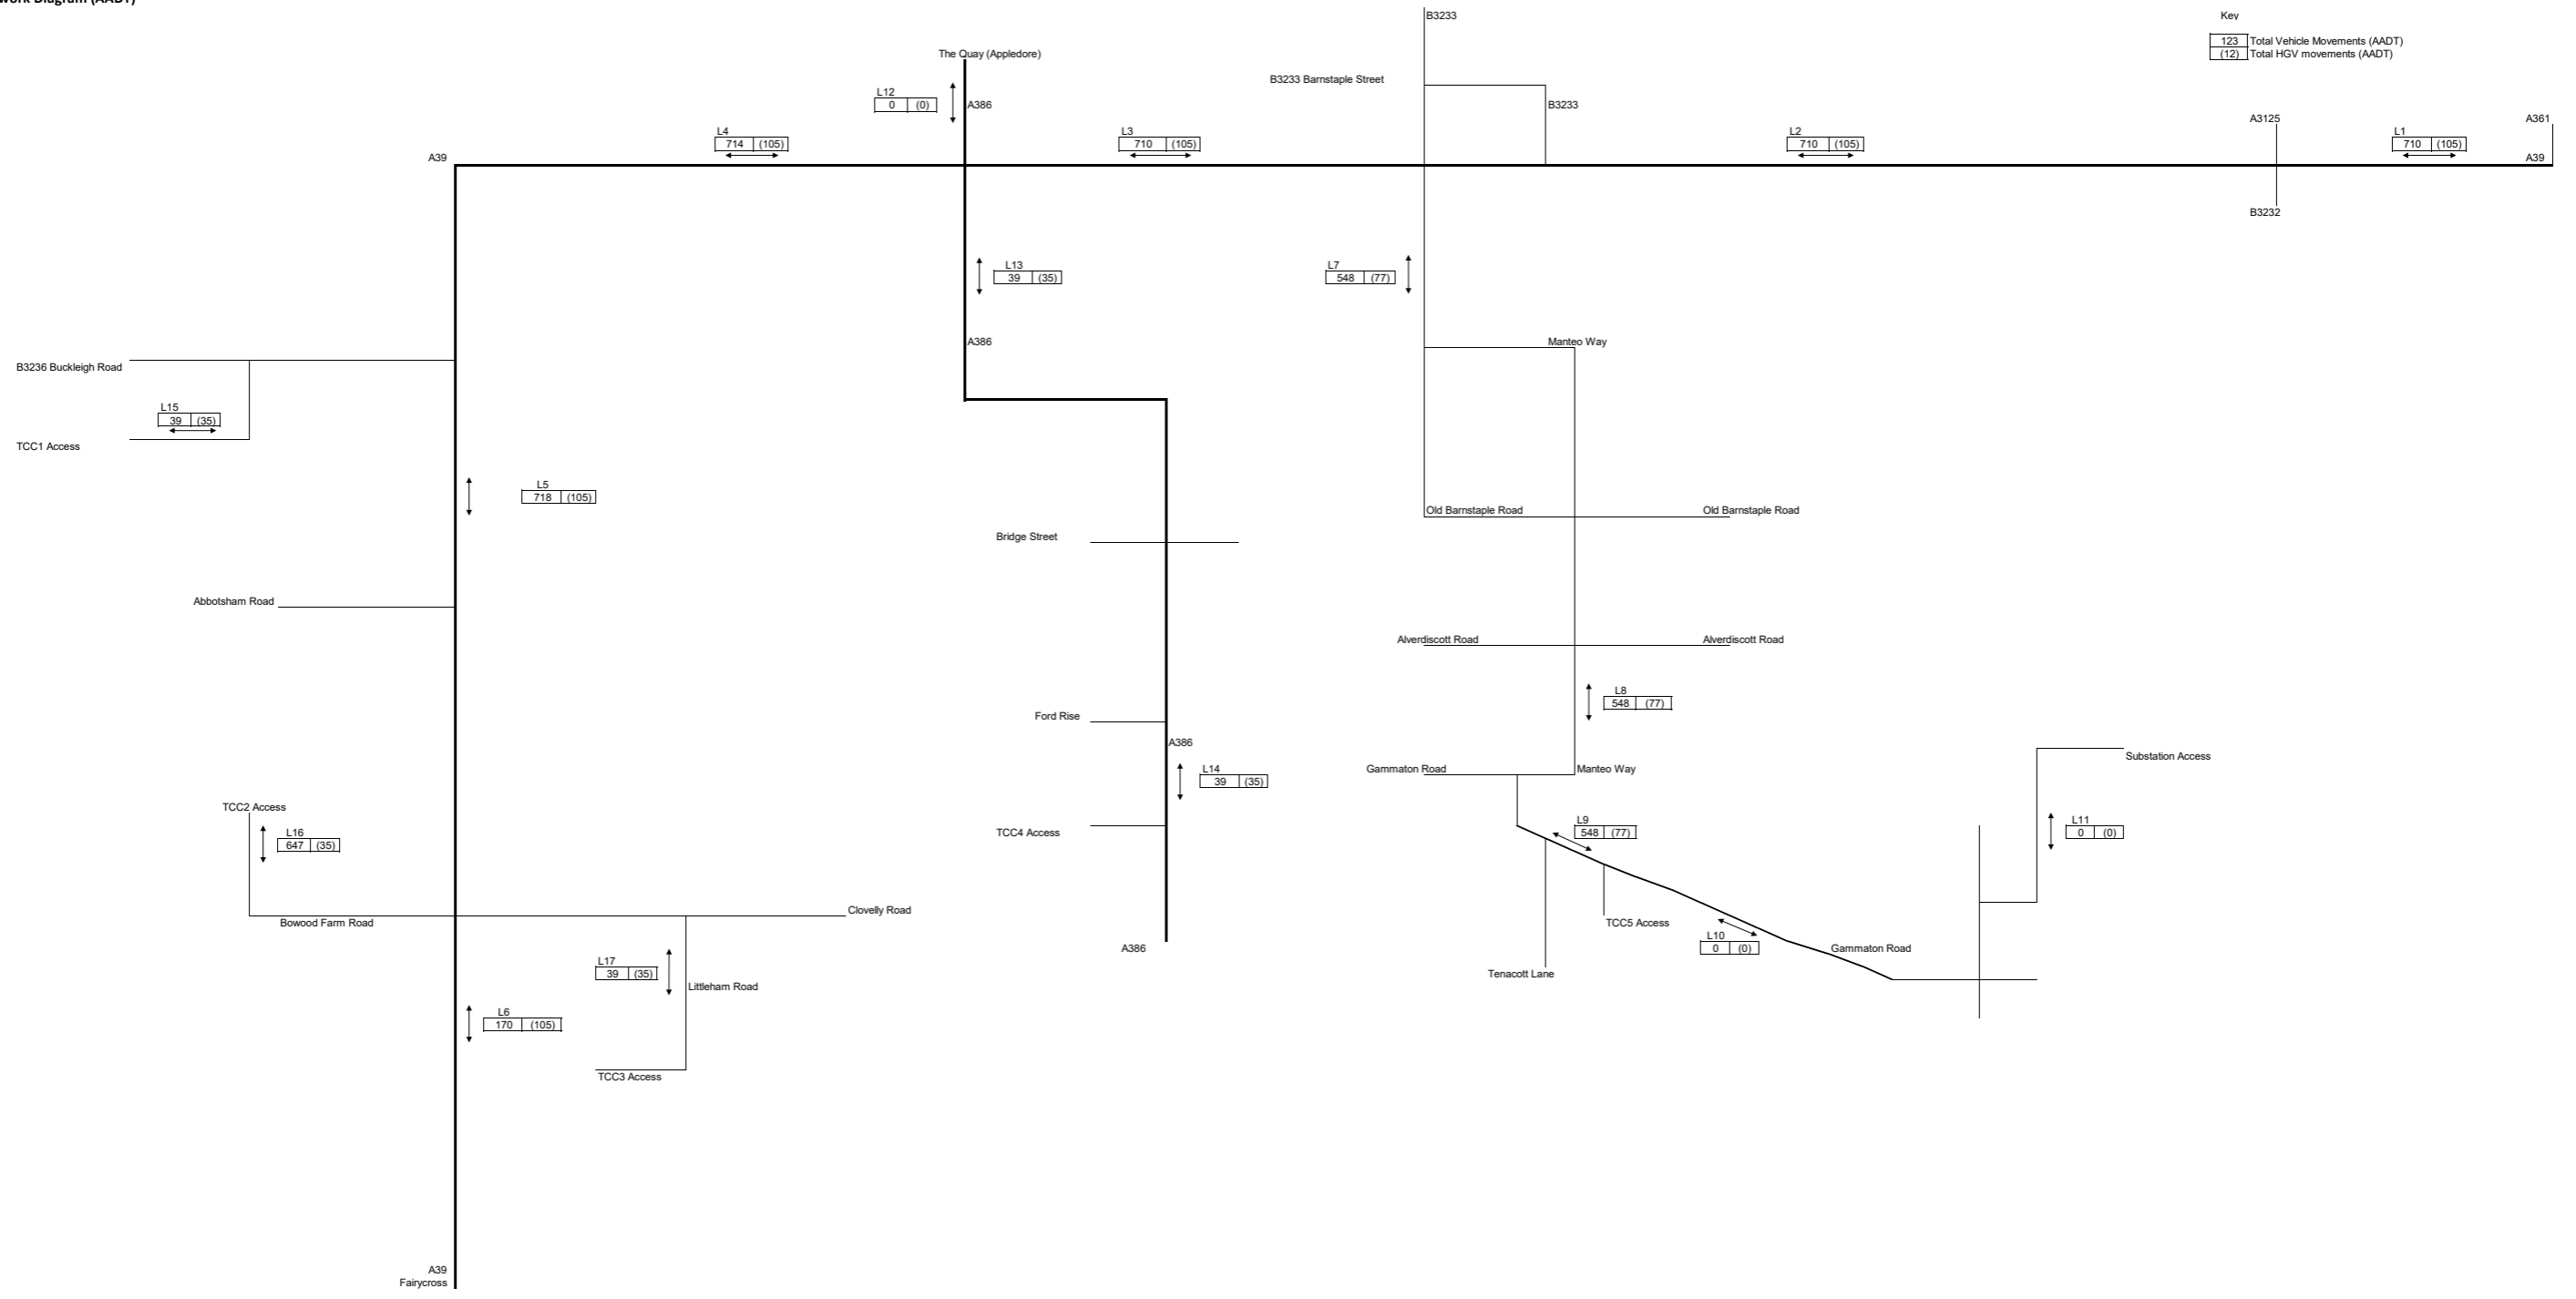 work Diagram (AADT)
B3233
Key
123 Total Vehicle Movements (AADT)
(12) Total HGV movements (AADT)
The Quay (Appledore)
B3233 Barnstaple Street
L12
0 (0)
A386
B3233
A3125
A361
L4
714 (105)
L3
710 (105)
L2
710 (105)
L1
710 (105)
A39
A39
B3232
L13
39 (35)
L7
548 (77)
A386
Manteo Way
B3236 Buckleigh Road
L15
39 (35)
TCC1 Access
L5
718 (105)
Old Barnstaple Road
Old Barnstaple Road
Bridge Street
Abbotsham Road
Alverdiscott Road
Alverdiscott Road
L8
548 (77)
Ford Rise
A386
Substation Access
L14
39 (35)
Gammaton Road
Manteo Way
TCC2 Access
L16
647 (35)
TCC4 Access
L9
548 (77)
L11
0 (0)
Bowood Farm Road
Clovelly Road
TCC5 Access
A386
L10
0 (0)
Gammaton Road
L17
39 (35)
Tenacott Lane
Littleham Road
L6
170 (105)
TCC3 Access
A39
Fairycross